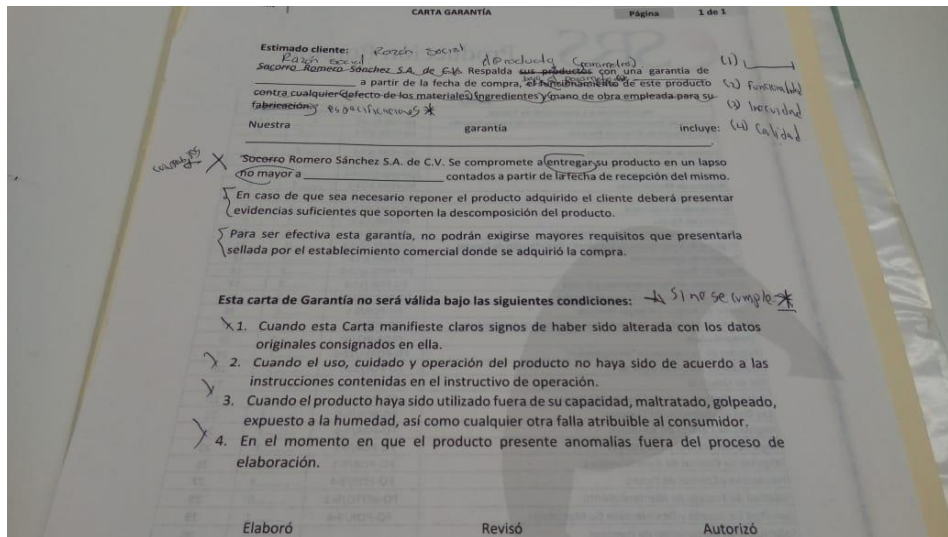 CARTA GARANTÍA Página 1 de 1
Estimado cliente: Razón social
Razón social de producto (parámetro) (1)
Socorro Romero Sánchez S.A. de C.V. Respalda sus productos con una garantía de
a partir de la fecha de compra, el funcionamiento de este producto (2) Funcionalidad
contra cualquier defecto de los materiales, ingredientes y mano de obra empleada para su
fabricación y especificaciones * (3) Inocuidad
Nuestra garantía incluye: (4) Calidad
Socorro Romero Sánchez S.A. de C.V. Se compromete a entregar su producto en un lapso
no mayor a contados a partir de la fecha de recepción del mismo.
En caso de que sea necesario reponer el producto adquirido el cliente deberá presentar
evidencias suficientes que soporten la descomposición del producto.
Para ser efectiva esta garantía, no podrán exigirse mayores requisitos que presentarla
sellada por el establecimiento comercial donde se adquirió la compra.
Esta carta de Garantía no será válida bajo las siguientes condiciones: Si no se cumple *
1. Cuando esta Carta manifieste claros signos de haber sido alterada con los datos
originales consignados en ella.
2. Cuando el uso, cuidado y operación del producto no haya sido de acuerdo a las
instrucciones contenidas en el instructivo de operación.
3. Cuando el producto haya sido utilizado fuera de su capacidad, maltratado, golpeado,
expuesto a la humedad, así como cualquier otra falla atribuible al consumidor.
4. En el momento en que el producto presente anomalías fuera del proceso de
elaboración.
Elaboró Revisó Autorizó